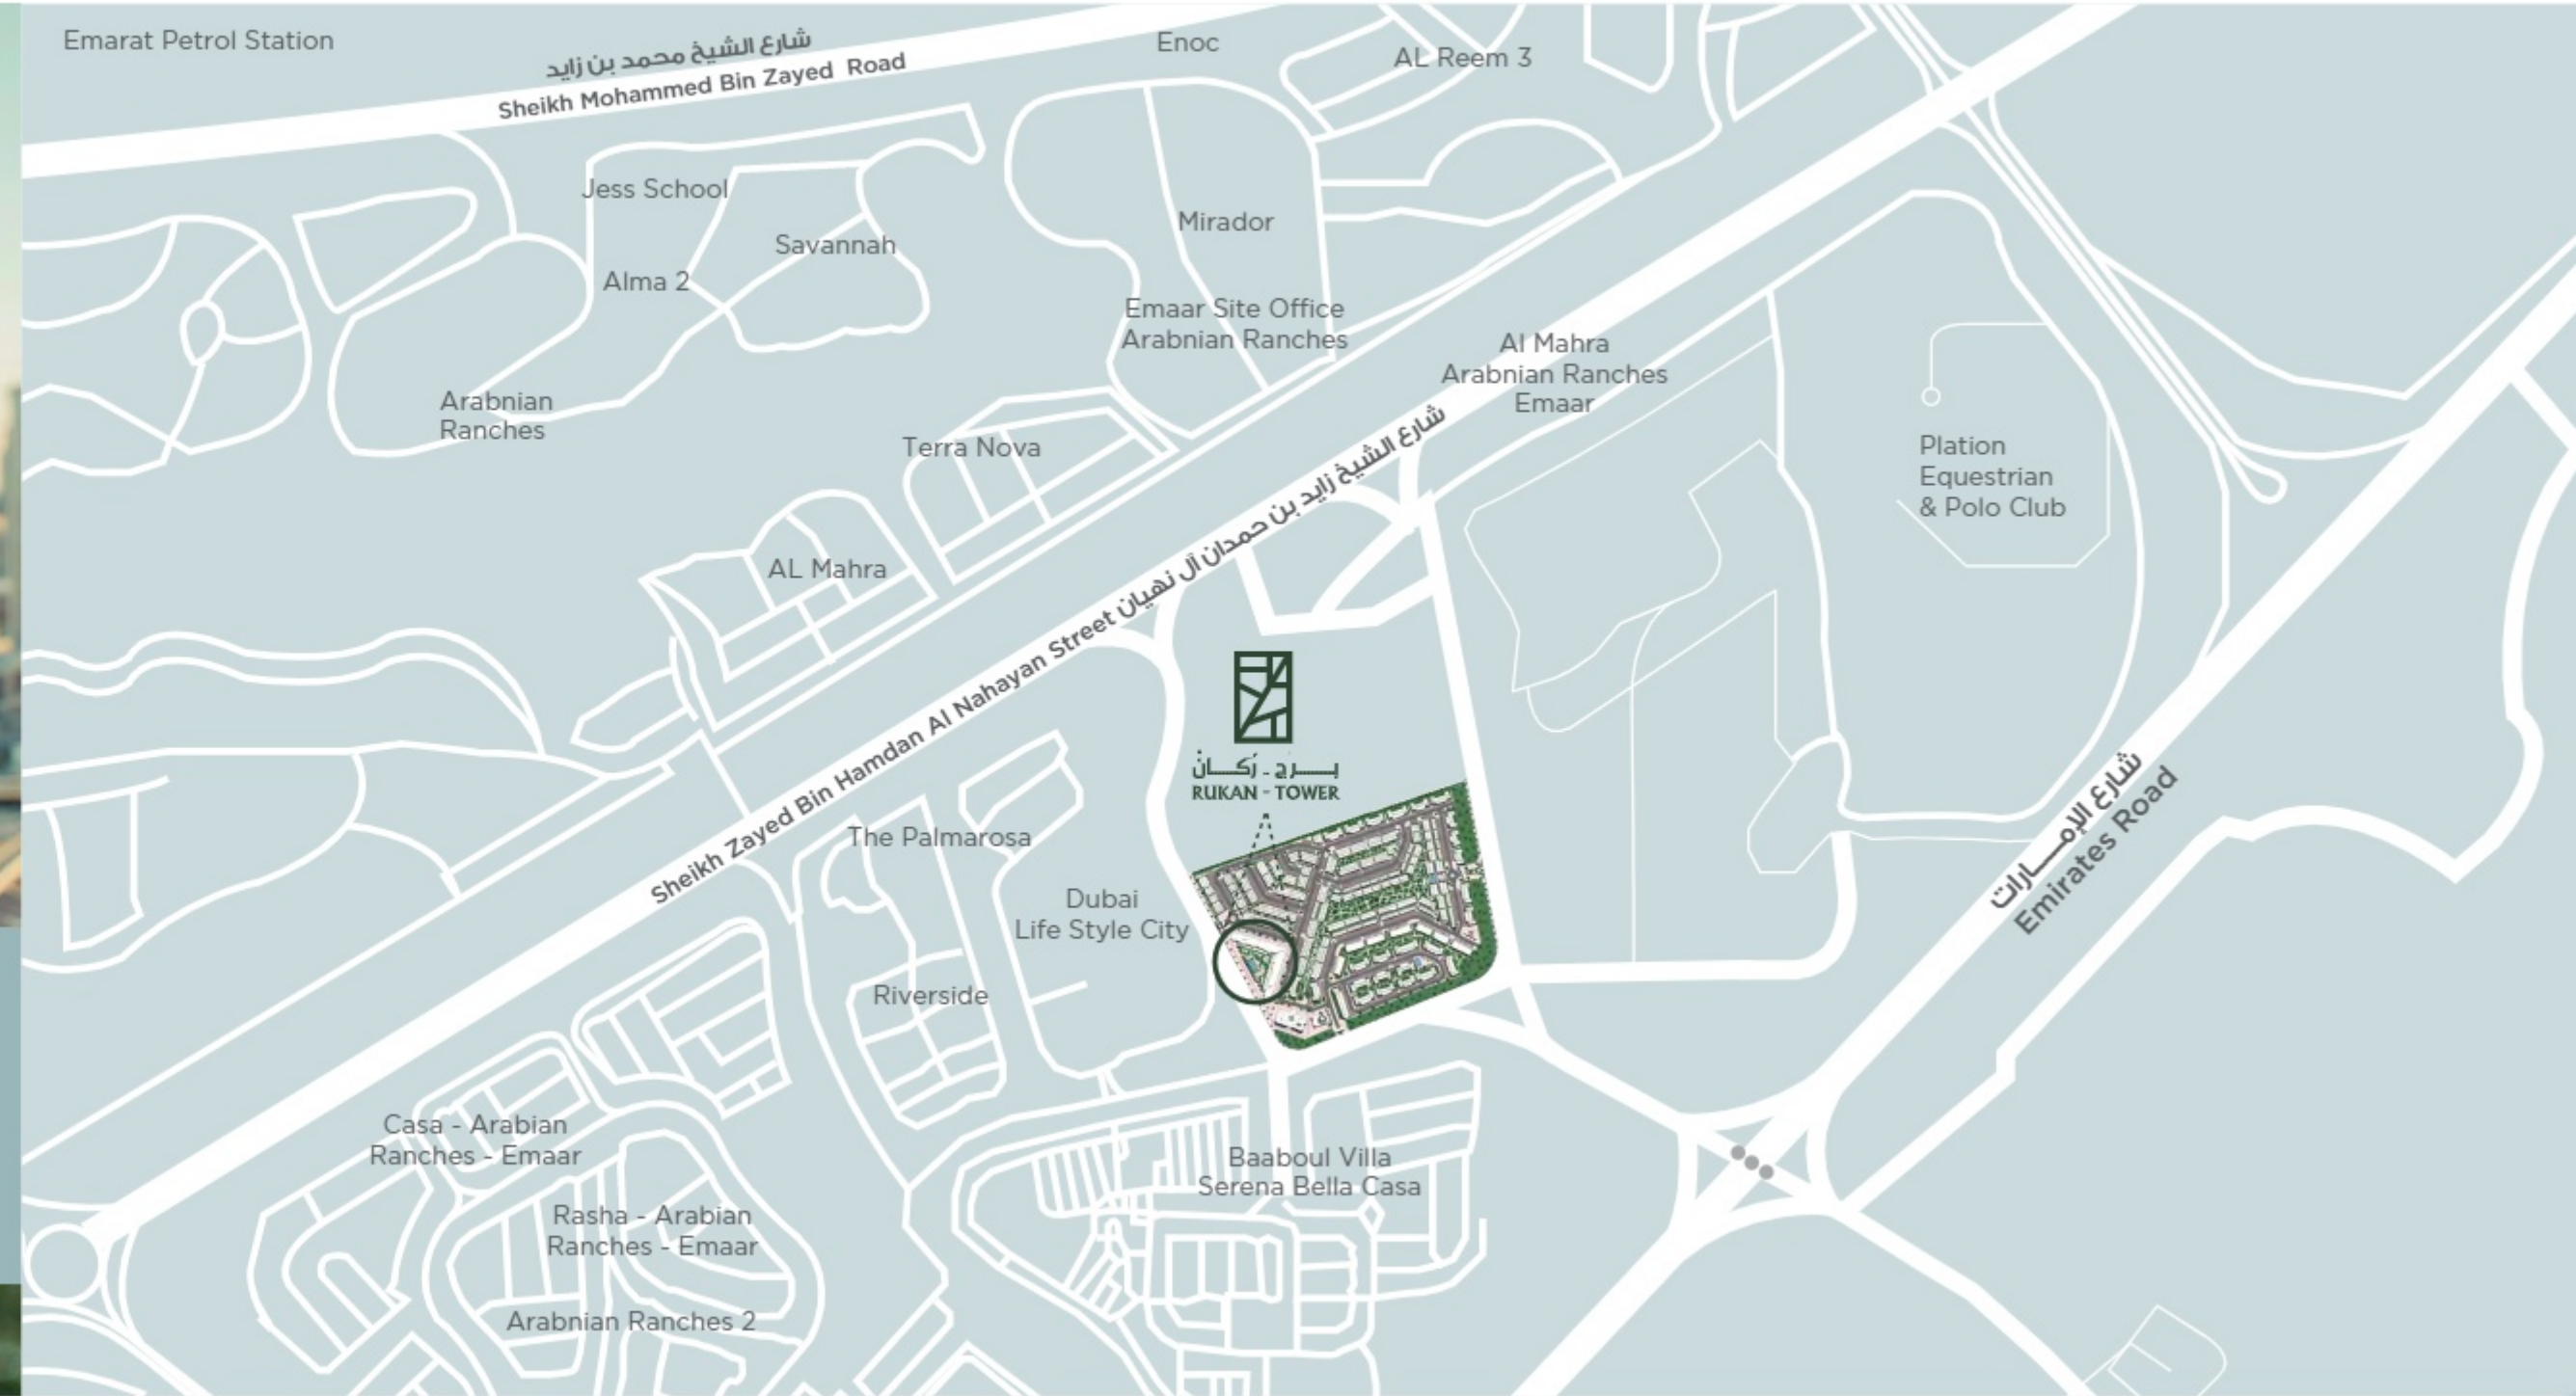 Emarat Petrol Station
شارع الشيخ محمد بن زايد
Sheikh Mohammed Bin Zayed Road
Enoc
AL Reem 3
Jess School
Savannah
Alma 2
Mirador
Emaar Site Office
Arabnian Ranches
Al Mahra
Arabnian Ranches
Emaar
Arabnian
Ranches
Terra Nova
Plation
Equestrian
& Polo Club
AL Mahra
Sheikh Zayed Bin Hamdan Al Nahayan Street شارع الشيخ زايد بن حمدان آل نهيان
برج - رُكان
RUKAN - TOWER
The Palmarosa
Dubai
Life Style City
Riverside
شارع الإمارات
Emirates Road
Casa - Arabian
Ranches - Emaar
Baaboul Villa
Serena Bella Casa
Rasha - Arabian
Ranches - Emaar
Arabnian Ranches 2